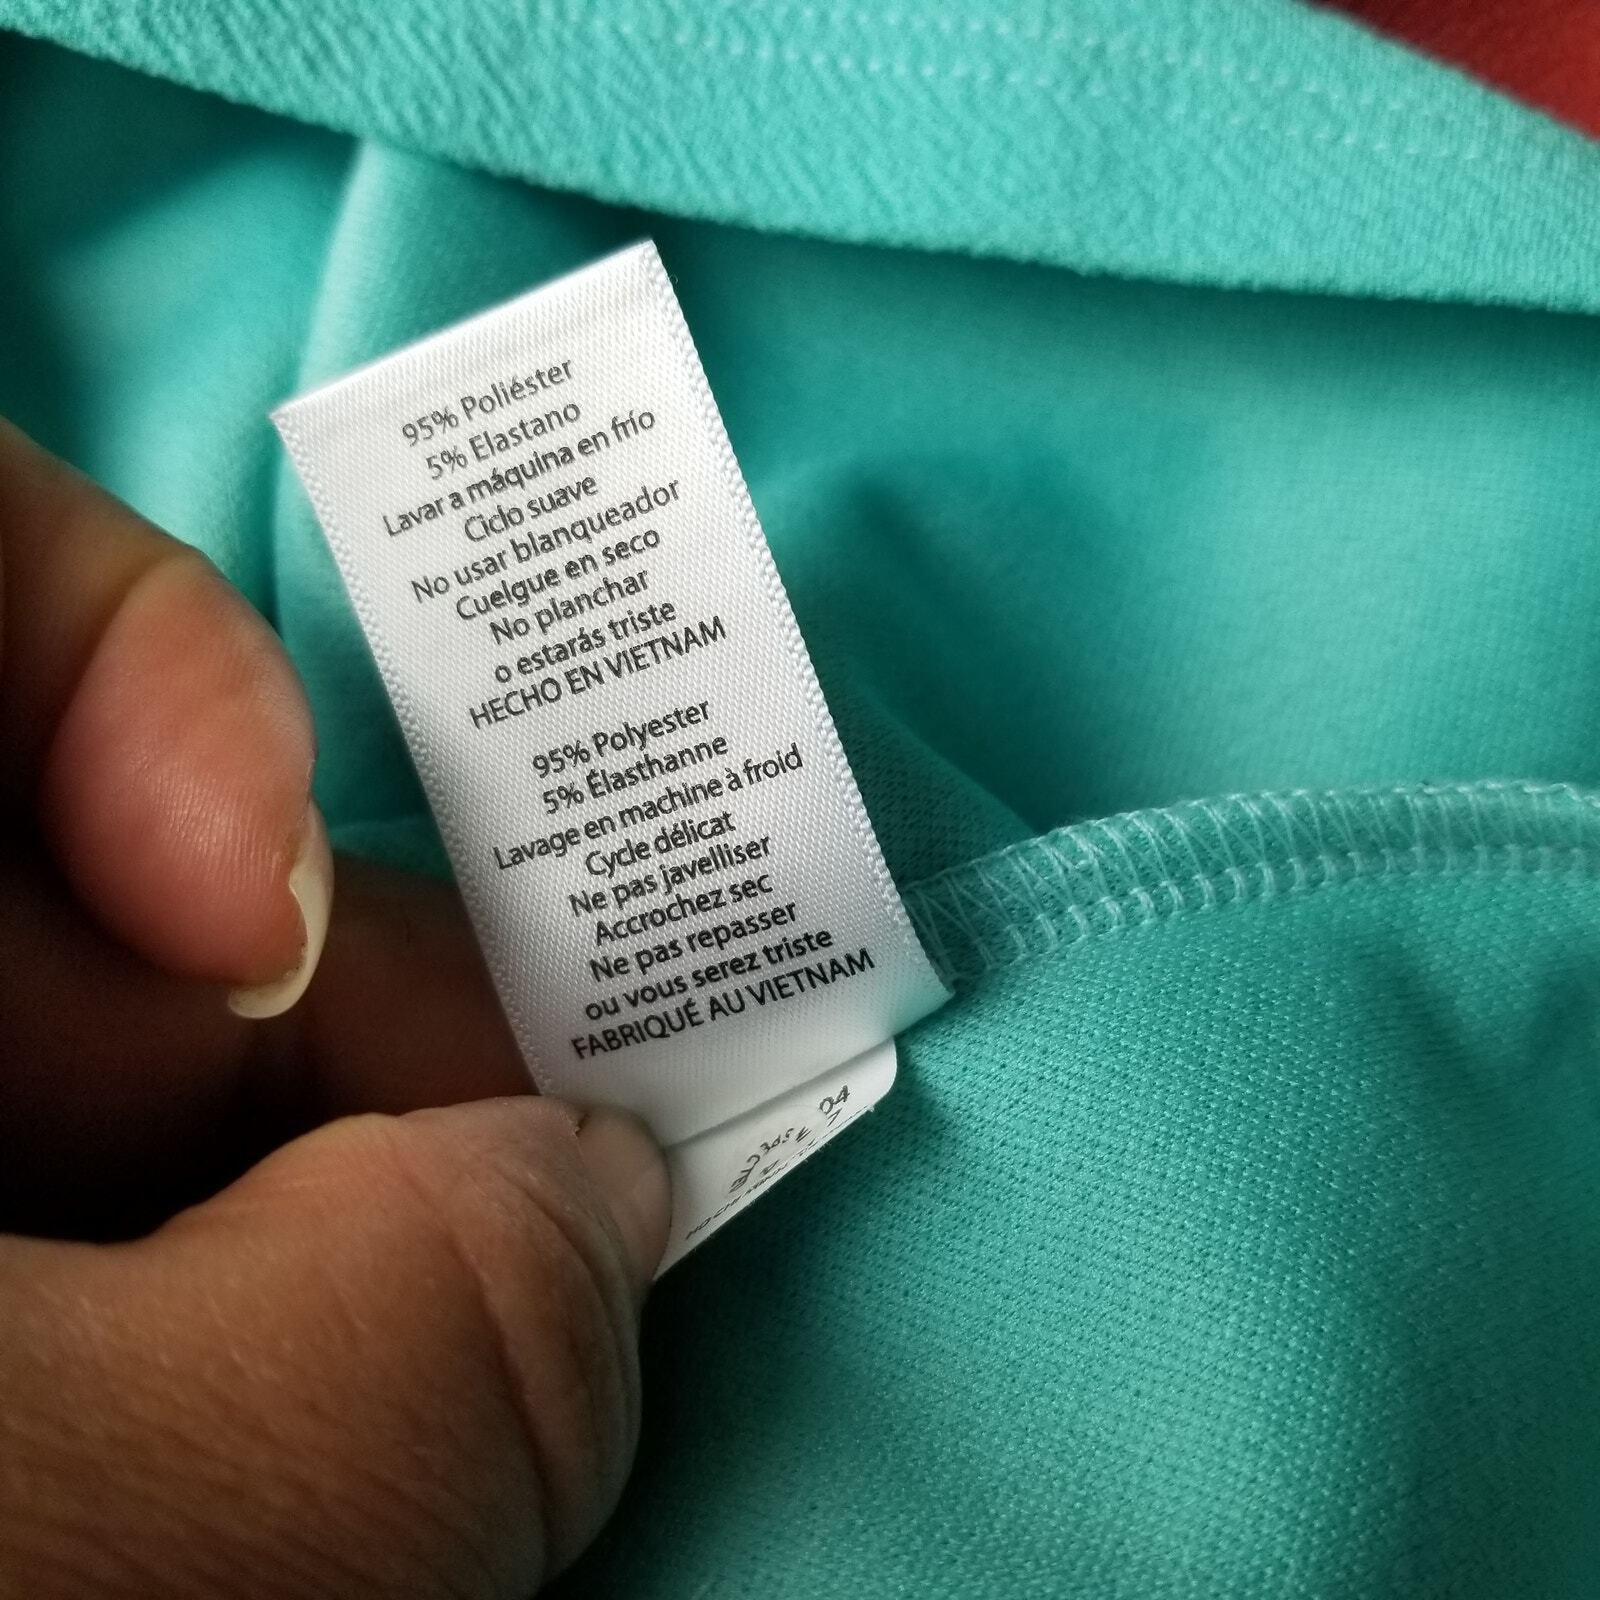 95% Poliéster
5% Elastano
Lavar a máquina en frío
Ciclo suave
No usar blanqueador
Cuelgue en seco
No planchar
o estarás triste
HECHO EN VIETNAM
95% Polyester
5% Élasthanne
Lavage en machine à froid
Cycle délicat
Ne pas javelliser
Accrochez sec
Ne pas repasser
ou vous serez triste
FABRIQUÉ AU VIETNAM
04